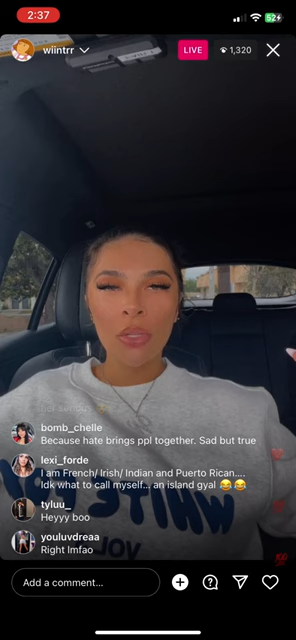 2:37
52
wiintrr
LIVE
1,320
bomb_chelle
Because hate brings ppl together. Sad but true
lexi_forde
I am French/ Irish/ Indian and Puerto Rican....
Idk what to call myself... an island gyal 😂😂
tyluu_
Heyyy boo
youluvdreaa
Right lmfao
Add a comment...